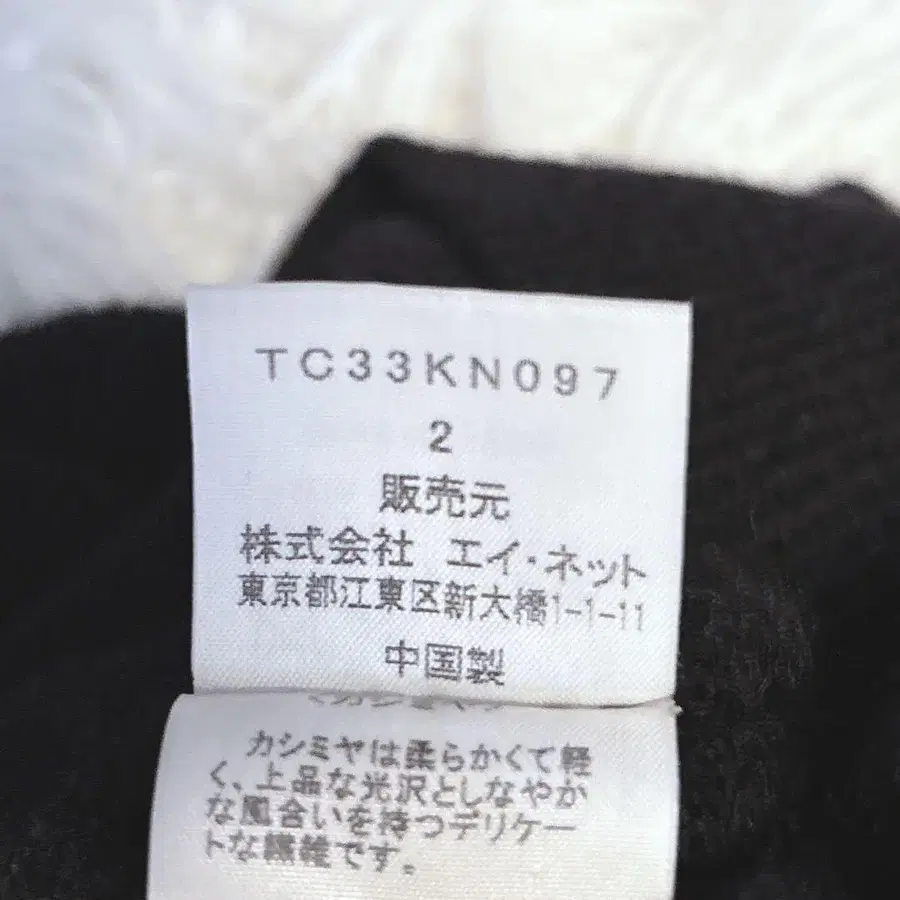 TC33KN097
2
販売元
株式会社 エイ・ネット
東京都江東区新大橋1-1-11
中国製
カシミヤは柔らかくて軽
く、上品な光沢としなやか
な風合いを持つデリケー
トな繊維です。